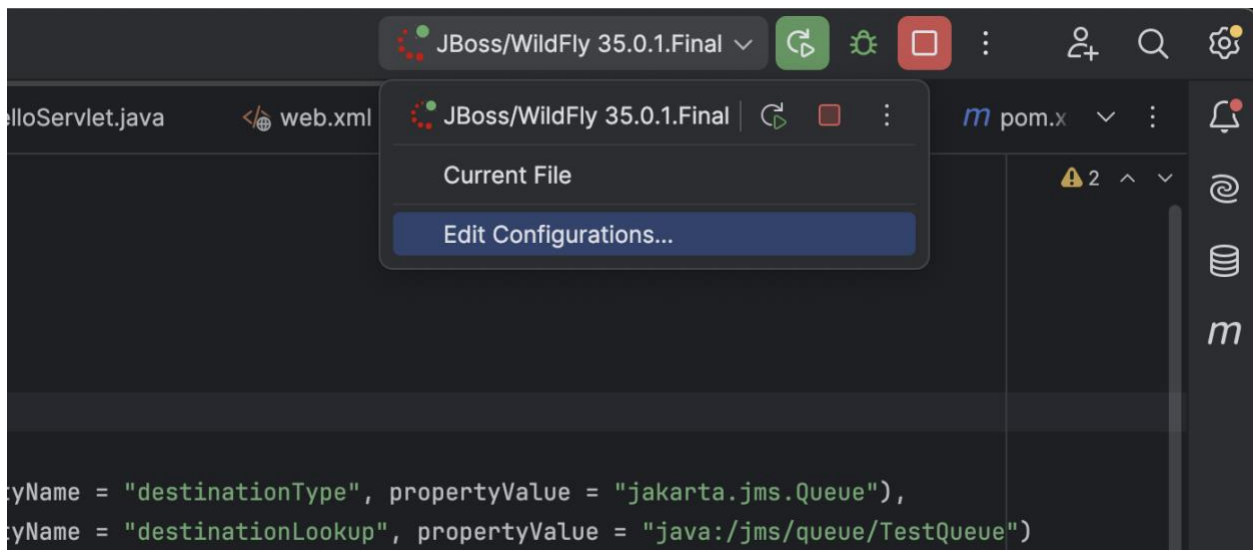 JBoss/WildFly 35.0.1.Final
elloServlet.java web.xml JBoss/WildFly 35.0.1.Final m pom.x
Current File 2
Edit Configurations...
m
tyName = "destinationType", propertyValue = "jakarta.jms.Queue"),
tyName = "destinationLookup", propertyValue = "java:/jms/queue/TestQueue")